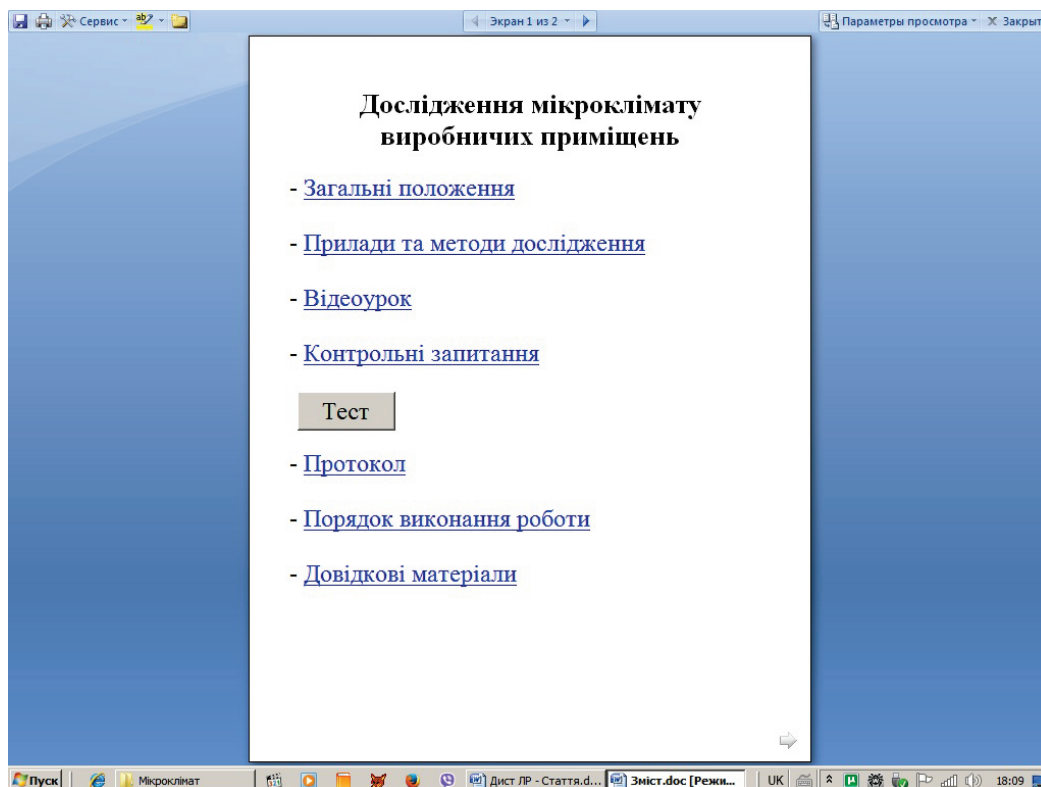 Сервис
Экран 1 из 2
Параметры просмотра
Закрыт
Дослідження мікроклімату
виробничих приміщень
- Загальні положення
- Прилади та методи дослідження
- Відеоурок
- Контрольні запитання
Тест
- Протокол
- Порядок виконання роботи
- Довідкові матеріали
Пуск
Мікроклімат
Дист ЛР - Стаття.d...
Зміст.doc [Режи...
UK
18:09